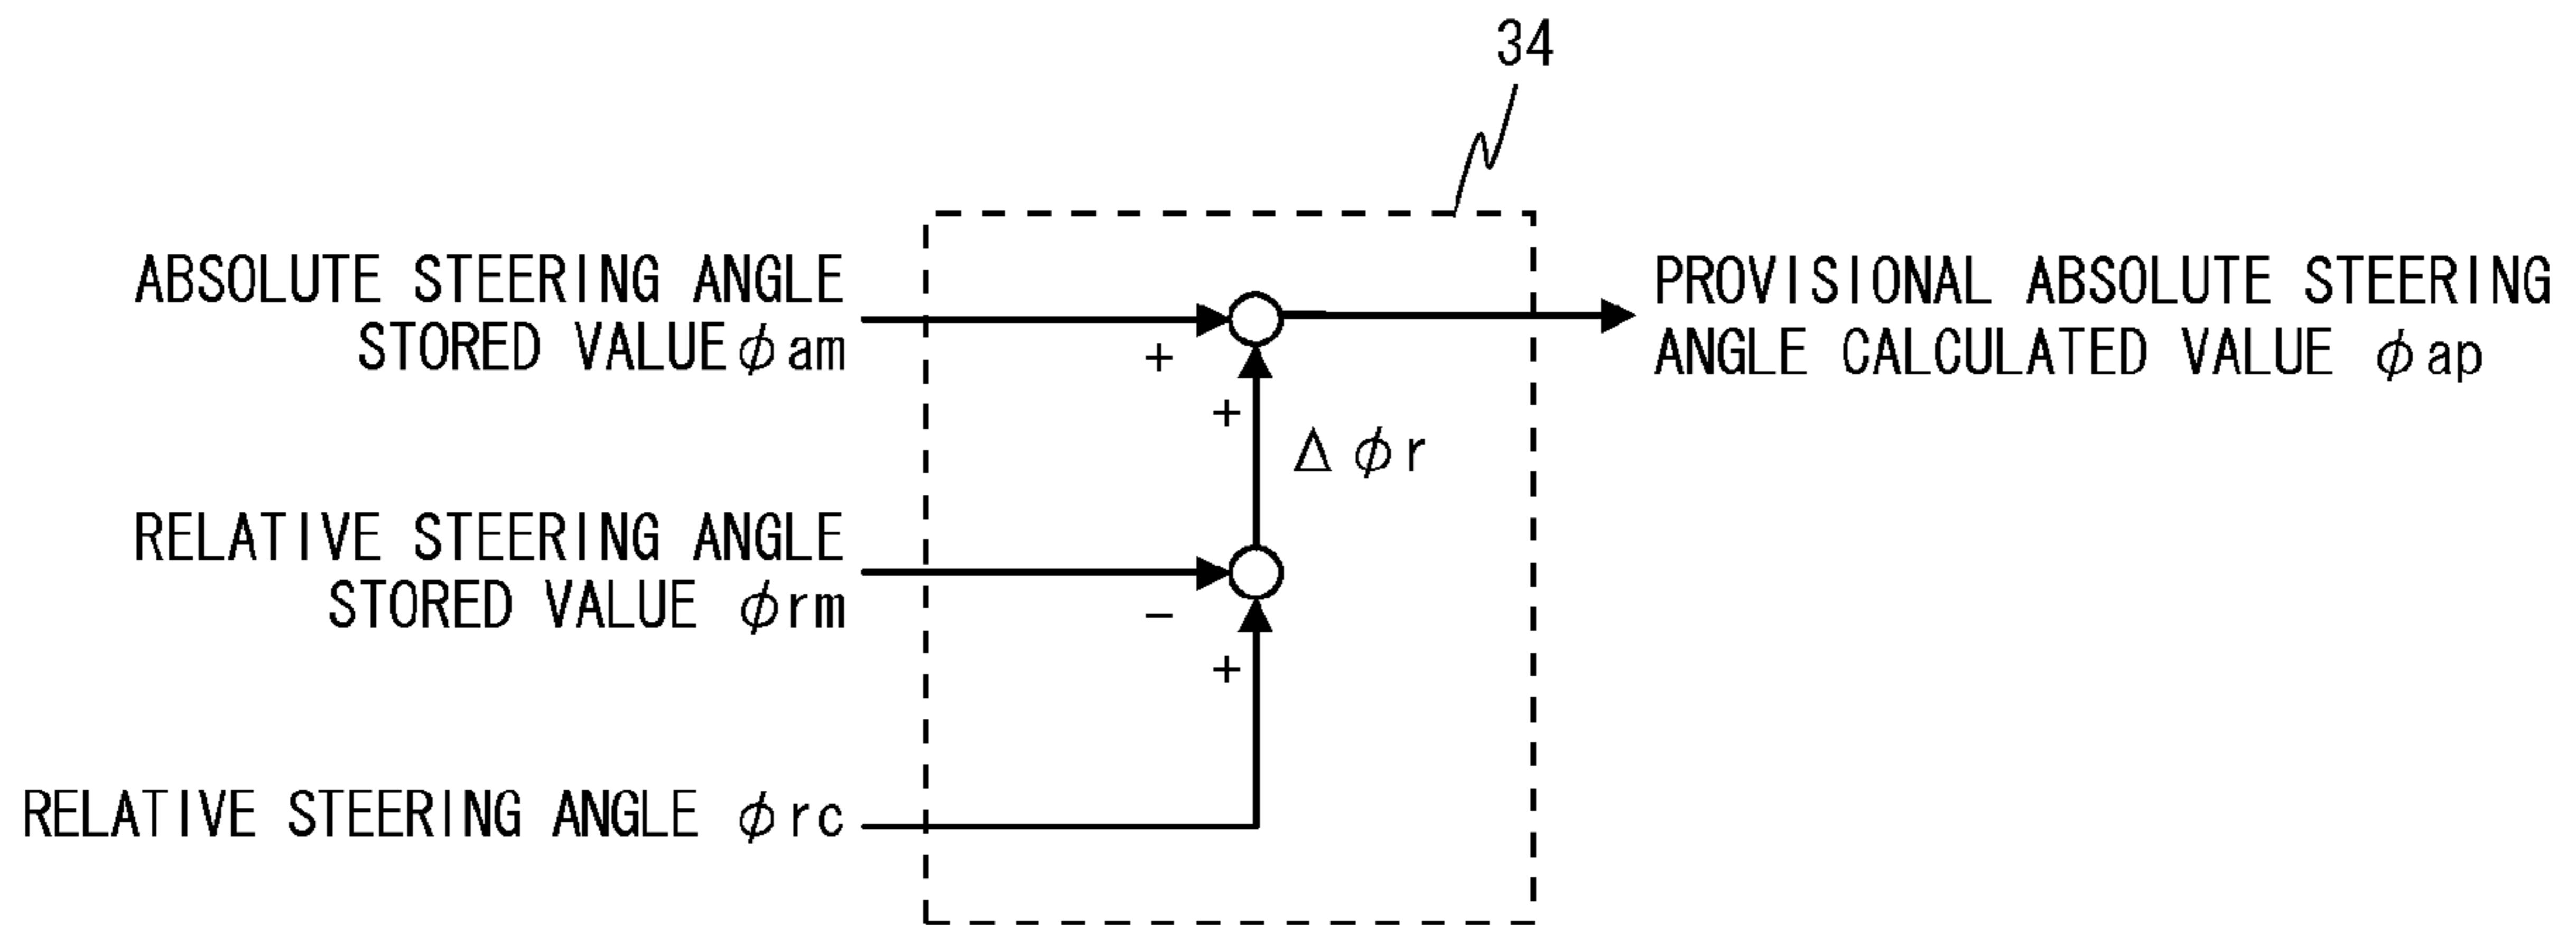 34
ABSOLUTE STEERING ANGLE
STORED VALUE φam
+
PROVISIONAL ABSOLUTE STEERING
ANGLE CALCULATED VALUE φap
+
Δφr
RELATIVE STEERING ANGLE
STORED VALUE φrm
-
+
RELATIVE STEERING ANGLE φrc